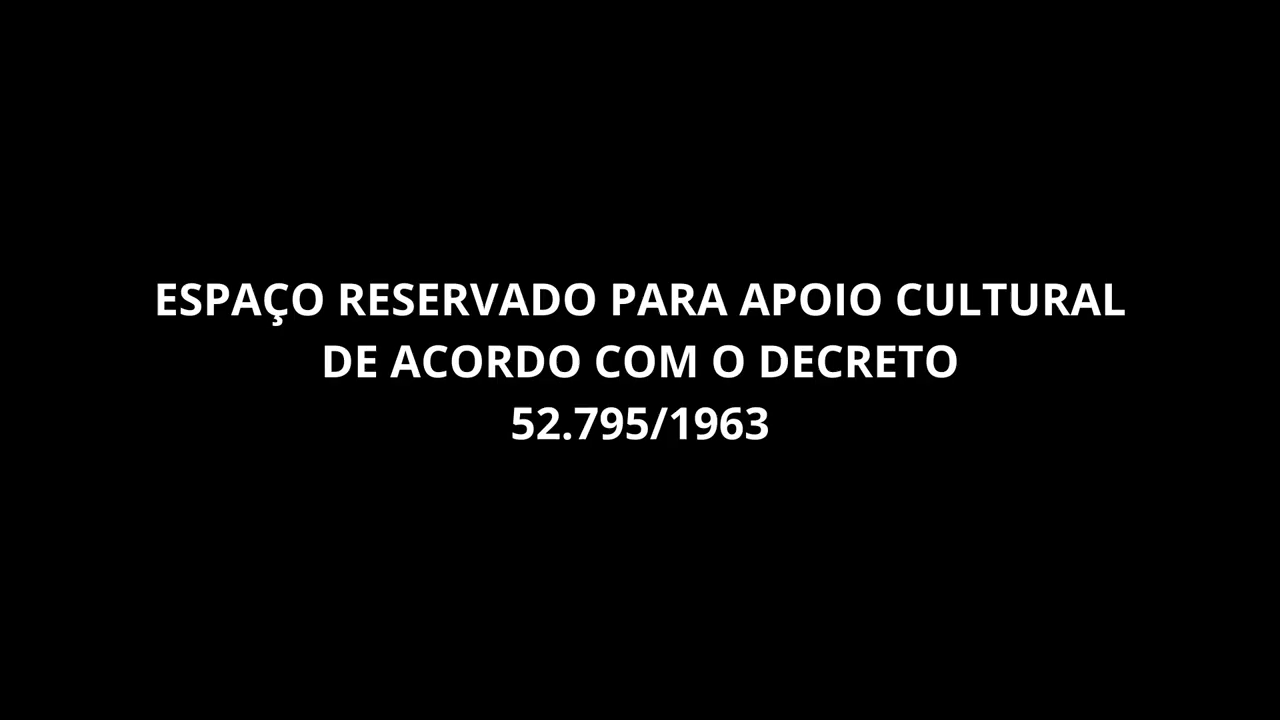 ESPAÇO RESERVADO PARA APOIO CULTURAL
DE ACORDO COM O DECRETO
52.795/1963